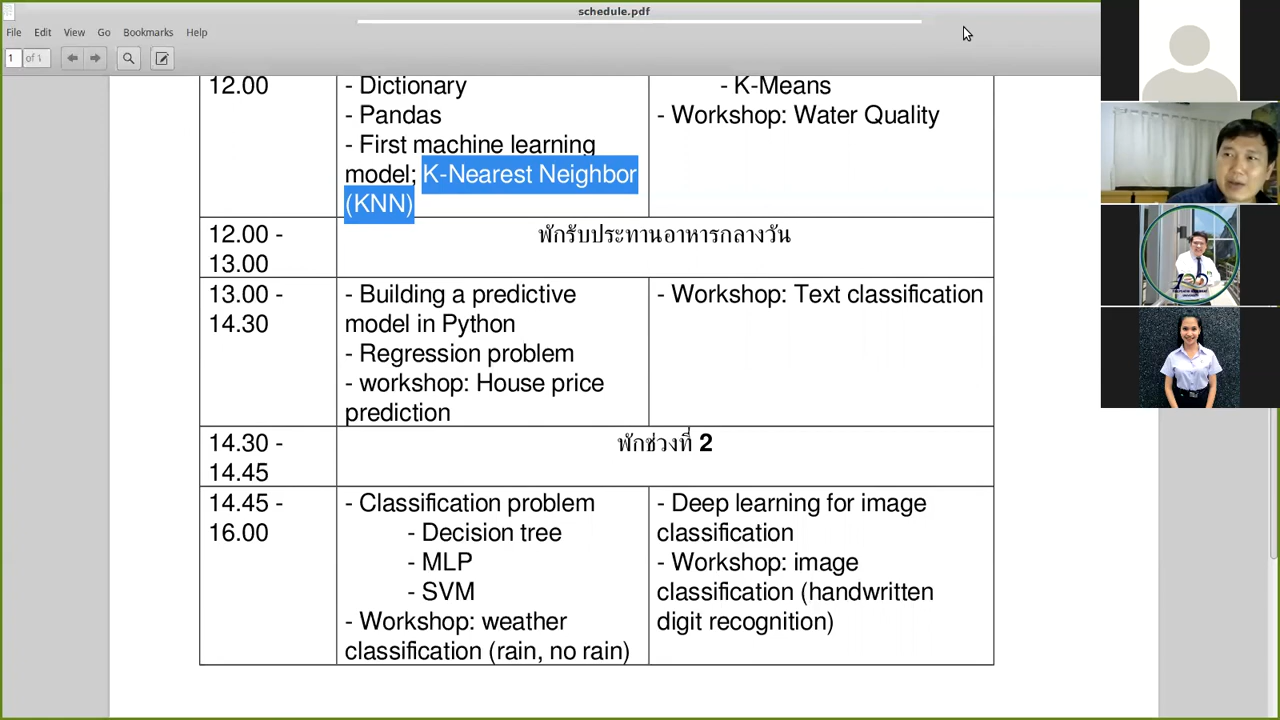 schedule.pdf
File Edit View Go Bookmarks Help
1 of 1
12.00
- Dictionary
- Pandas
- First machine learning
model; K-Nearest Neighbor
(KNN)
- K-Means
- Workshop: Water Quality
12.00 -
13.00
พักรับประทานอาหารกลางวัน
13.00 -
14.30
- Building a predictive
model in Python
- Regression problem
- workshop: House price
prediction
- Workshop: Text classification
14.30 -
14.45
พักช่วงที่ 2
14.45 -
16.00
- Classification problem
- Decision tree
- MLP
- SVM
- Workshop: weather
classification (rain, no rain)
- Deep learning for image
classification
- Workshop: image
classification (handwritten
digit recognition)